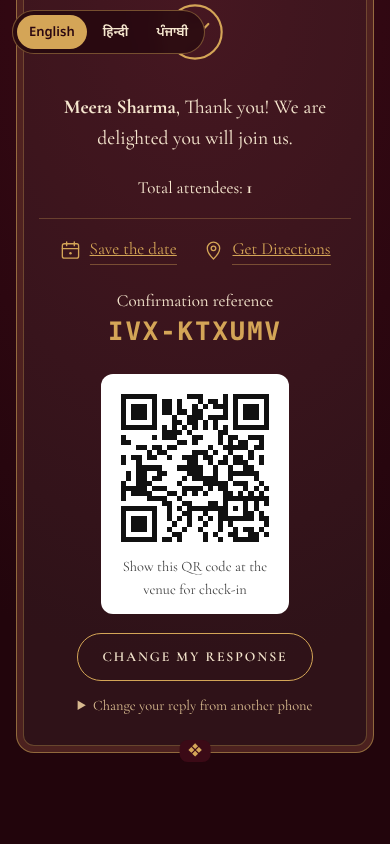 English हिन्दी ਪੰਜਾਬੀ
Meera Sharma, Thank you! We are
delighted you will join us.
Total attendees: 1
Save the date Get Directions
Confirmation reference
IVX-KTXUMV
Show this QR code at the
venue for check-in
CHANGE MY RESPONSE
Change your reply from another phone